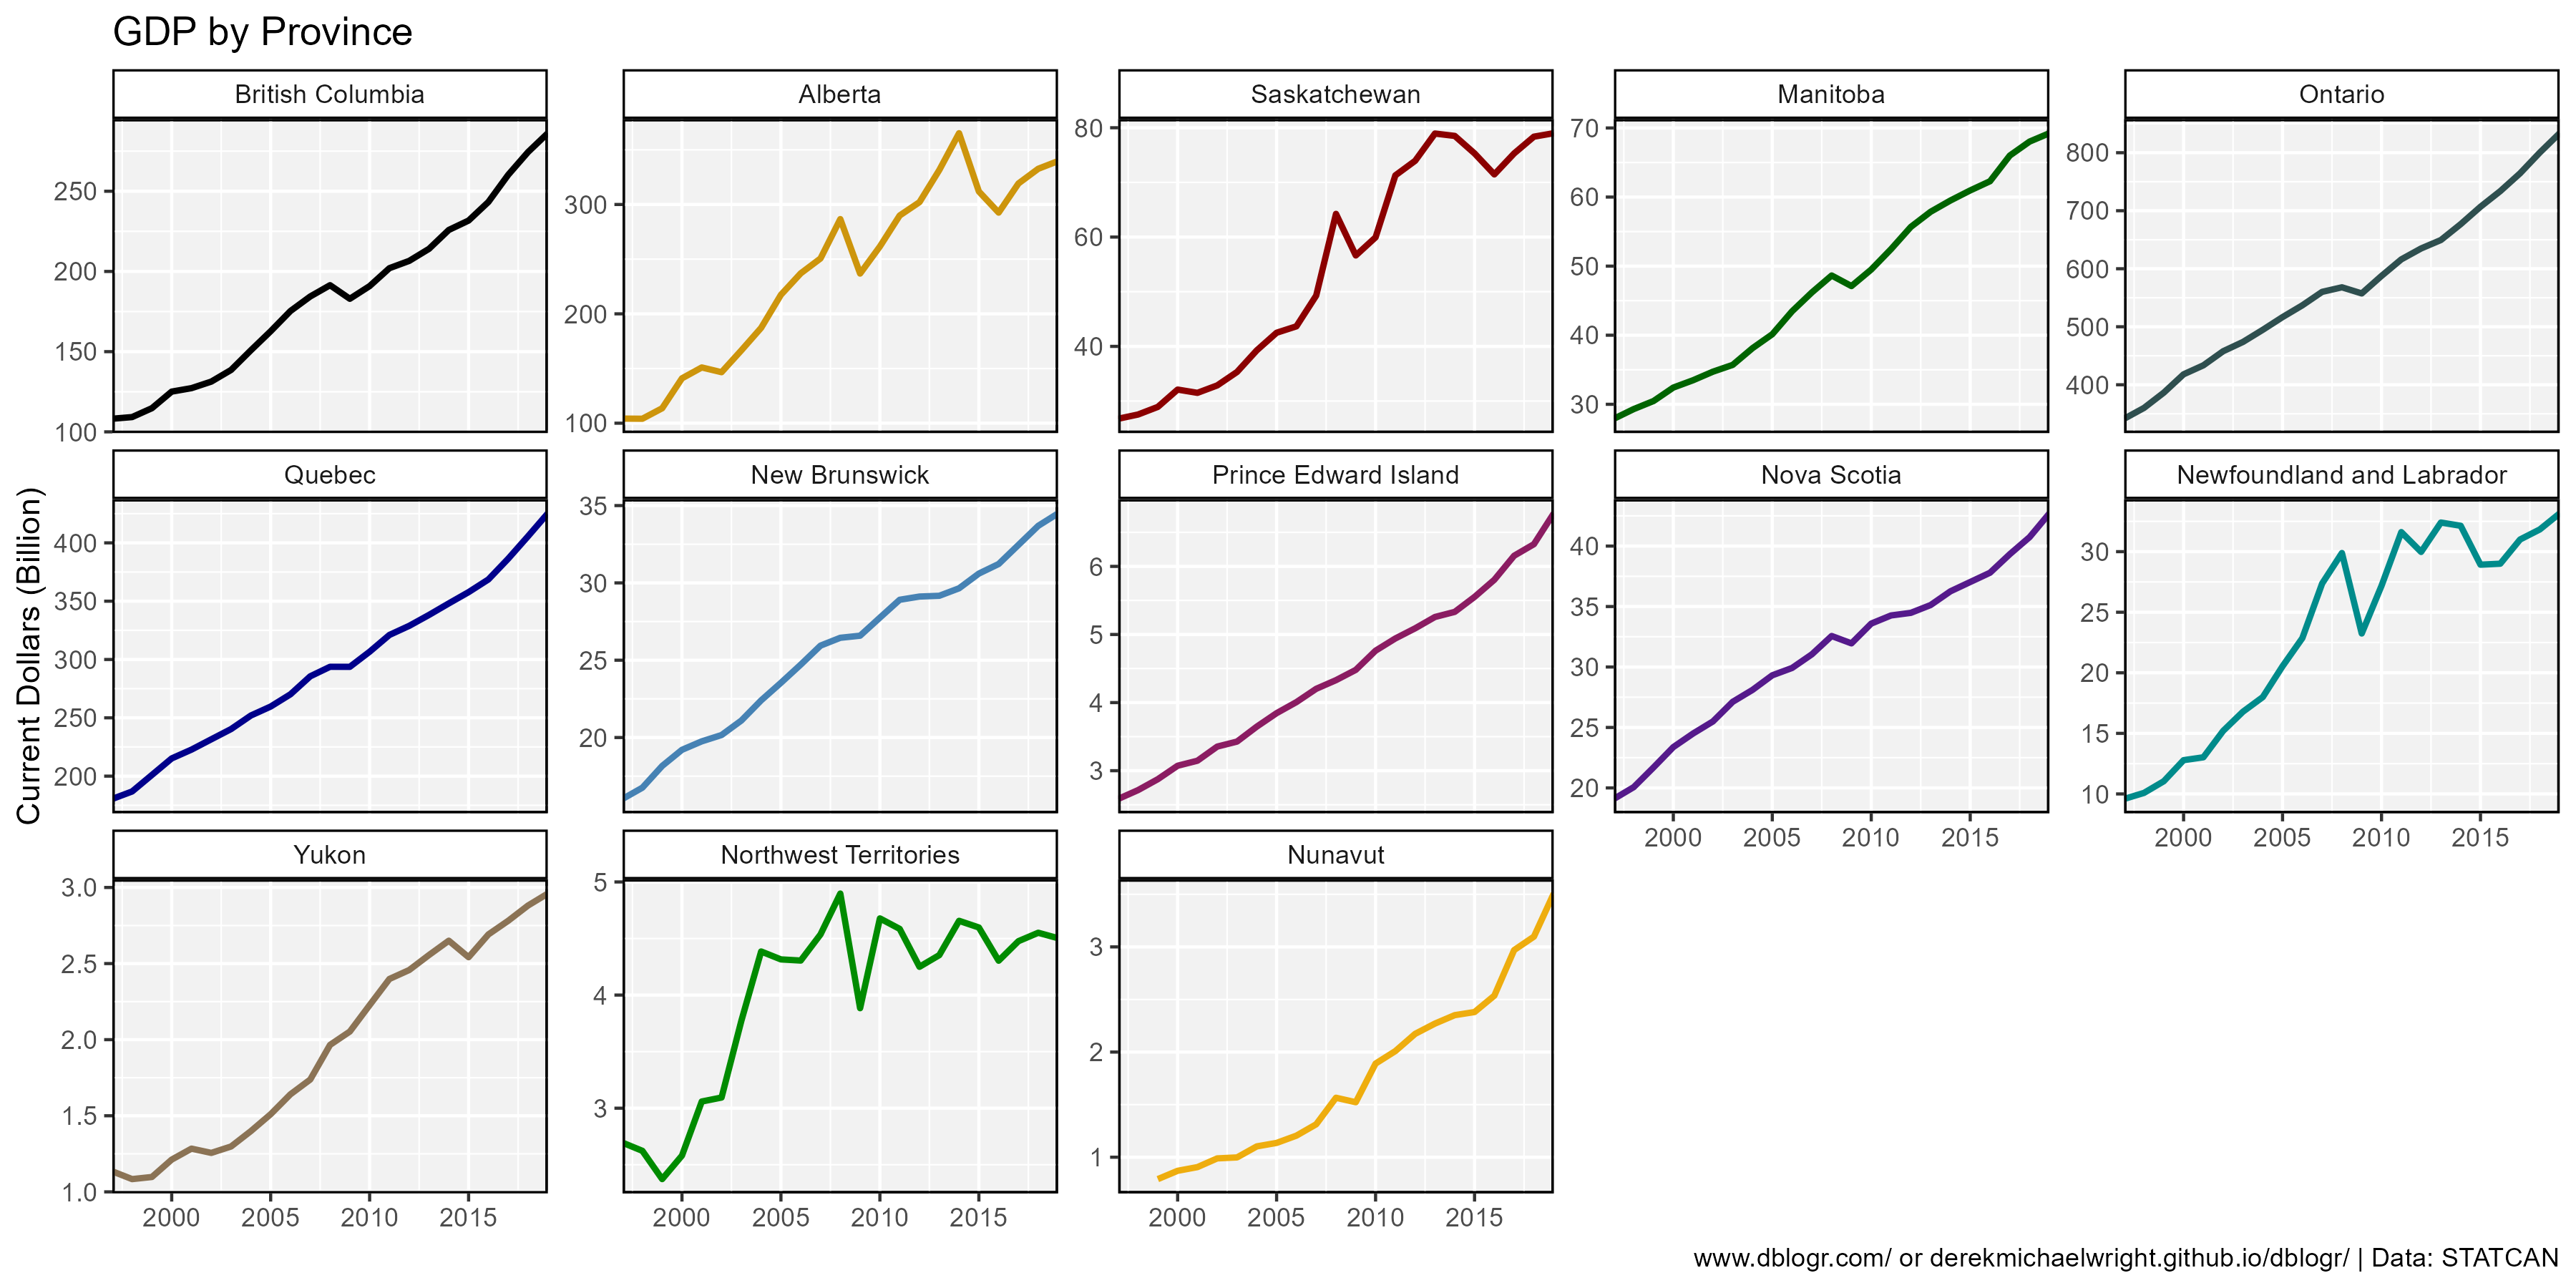 GDP by Province
British Columbia
Alberta
Saskatchewan
Manitoba
Ontario
250
200
150
100
300
200
100
80
60
40
70
60
50
40
30
800
700
600
500
400
Current Dollars (Billion)
Quebec
New Brunswick
Prince Edward Island
Nova Scotia
Newfoundland and Labrador
400
350
300
250
200
35
30
25
20
6
5
4
3
40
35
30
25
20
30
25
20
15
10
2000 2005 2010 2015
2000 2005 2010 2015
Yukon
Northwest Territories
Nunavut
3.0
2.5
2.0
1.5
1.0
5
4
3
3
2
1
2000 2005 2010 2015
2000 2005 2010 2015
2000 2005 2010 2015
www.dblogr.com/ or derekmichaelwright.github.io/dblogr/ | Data: STATCAN